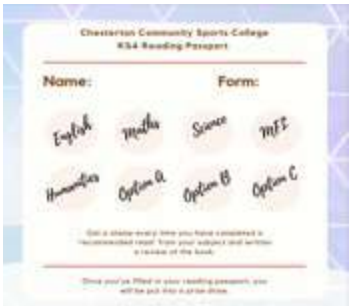 Chesterton Community Sports College
KS4 Reading Passport
Name: Form:
English Maths Science MFL
Humanities Option A Option B Option C
Get a stamp every time you have completed a
recommended read from your subject and written
a review of the book.
Once you've filled in your reading passport, you
will be put into a prize draw.